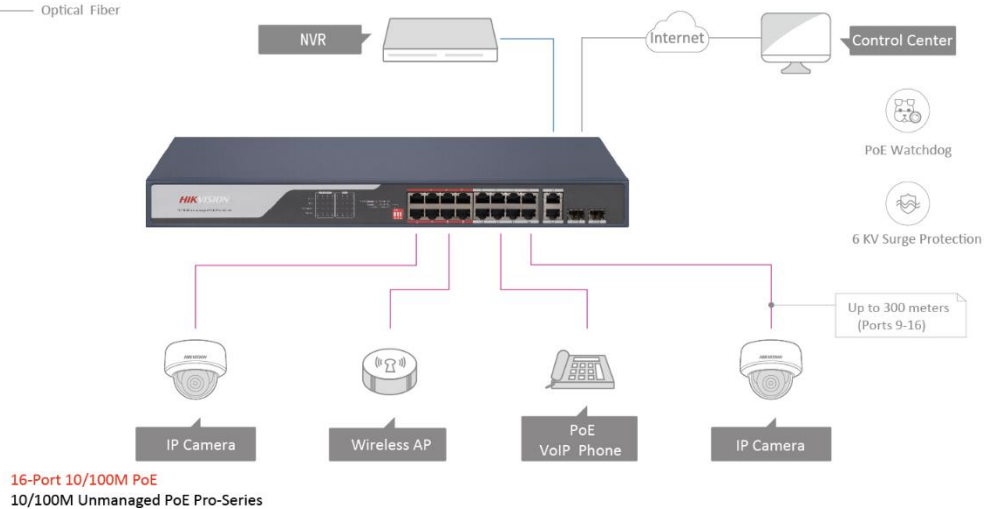 Optical Fiber
NVR
Internet
Control Center
PoE Watchdog
HIKVISION
6 KV Surge Protection
Up to 300 meters
(Ports 9-16)
HIKVISION
HIKVISION
IP Camera
Wireless AP
PoE
VoIP Phone
IP Camera
16-Port 10/100M PoE
10/100M Unmanaged PoE Pro-Series